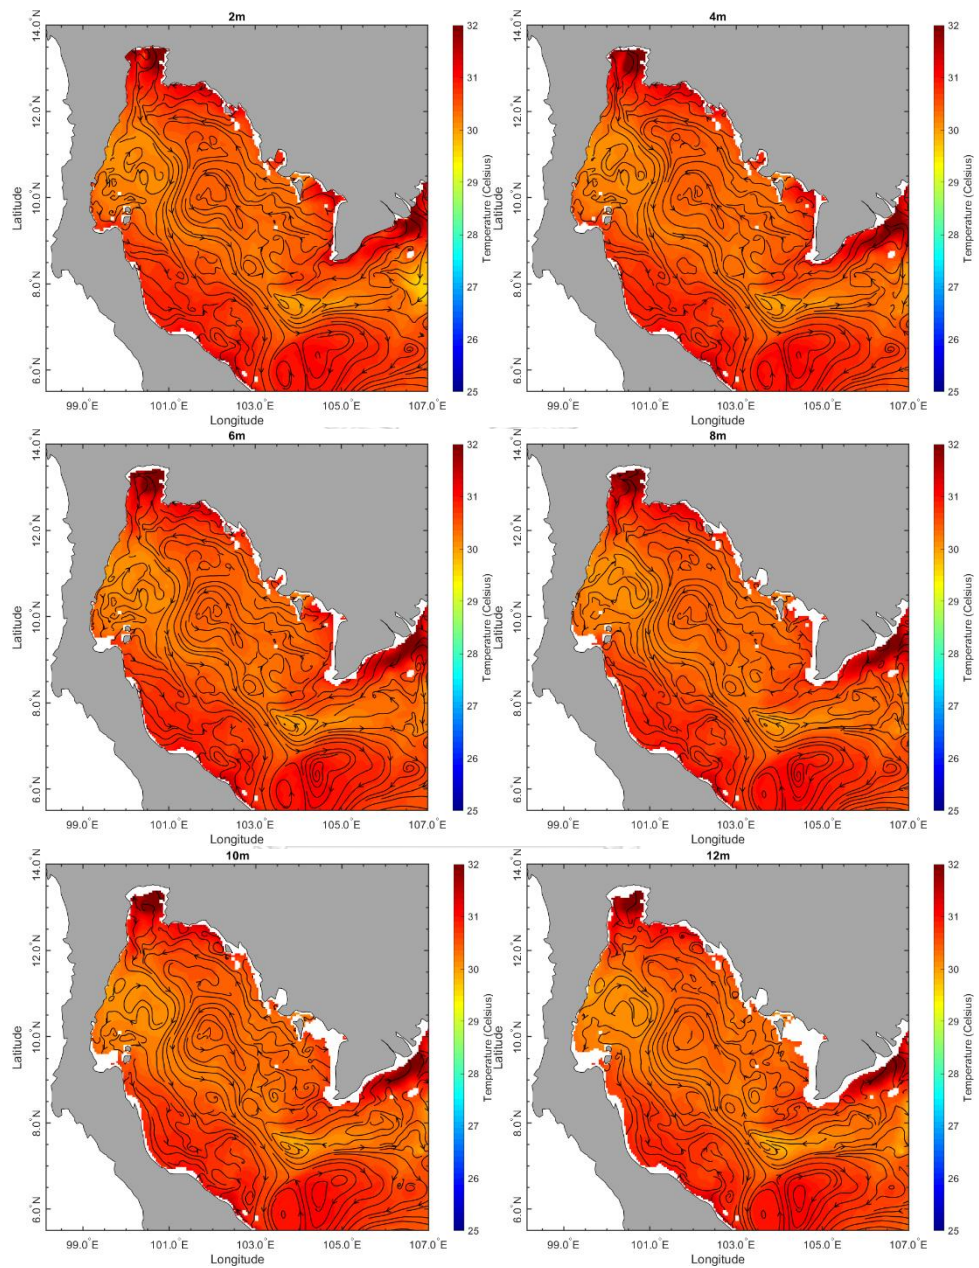 2m
4m
14.0°N
12.0°N
10.0°N
8.0°N
6.0°N
Latitude
99.0°E 101.0°E 103.0°E 105.0°E 107.0°E
Longitude
32
31
30
29
28
27
26
25
Temperature (Celsius)
14.0°N
12.0°N
10.0°N
8.0°N
6.0°N
Latitude
99.0°E 101.0°E 103.0°E 105.0°E 107.0°E
Longitude
32
31
30
29
28
27
26
25
Temperature (Celsius)
6m
8m
14.0°N
12.0°N
10.0°N
8.0°N
6.0°N
Latitude
99.0°E 101.0°E 103.0°E 105.0°E 107.0°E
Longitude
32
31
30
29
28
27
26
25
Temperature (Celsius)
14.0°N
12.0°N
10.0°N
8.0°N
6.0°N
Latitude
99.0°E 101.0°E 103.0°E 105.0°E 107.0°E
Longitude
32
31
30
29
28
27
26
25
Temperature (Celsius)
10m
12m
14.0°N
12.0°N
10.0°N
8.0°N
6.0°N
Latitude
99.0°E 101.0°E 103.0°E 105.0°E 107.0°E
Longitude
32
31
30
29
28
27
26
25
Temperature (Celsius)
14.0°N
12.0°N
10.0°N
8.0°N
6.0°N
Latitude
99.0°E 101.0°E 103.0°E 105.0°E 107.0°E
Longitude
32
31
30
29
28
27
26
25
Temperature (Celsius)